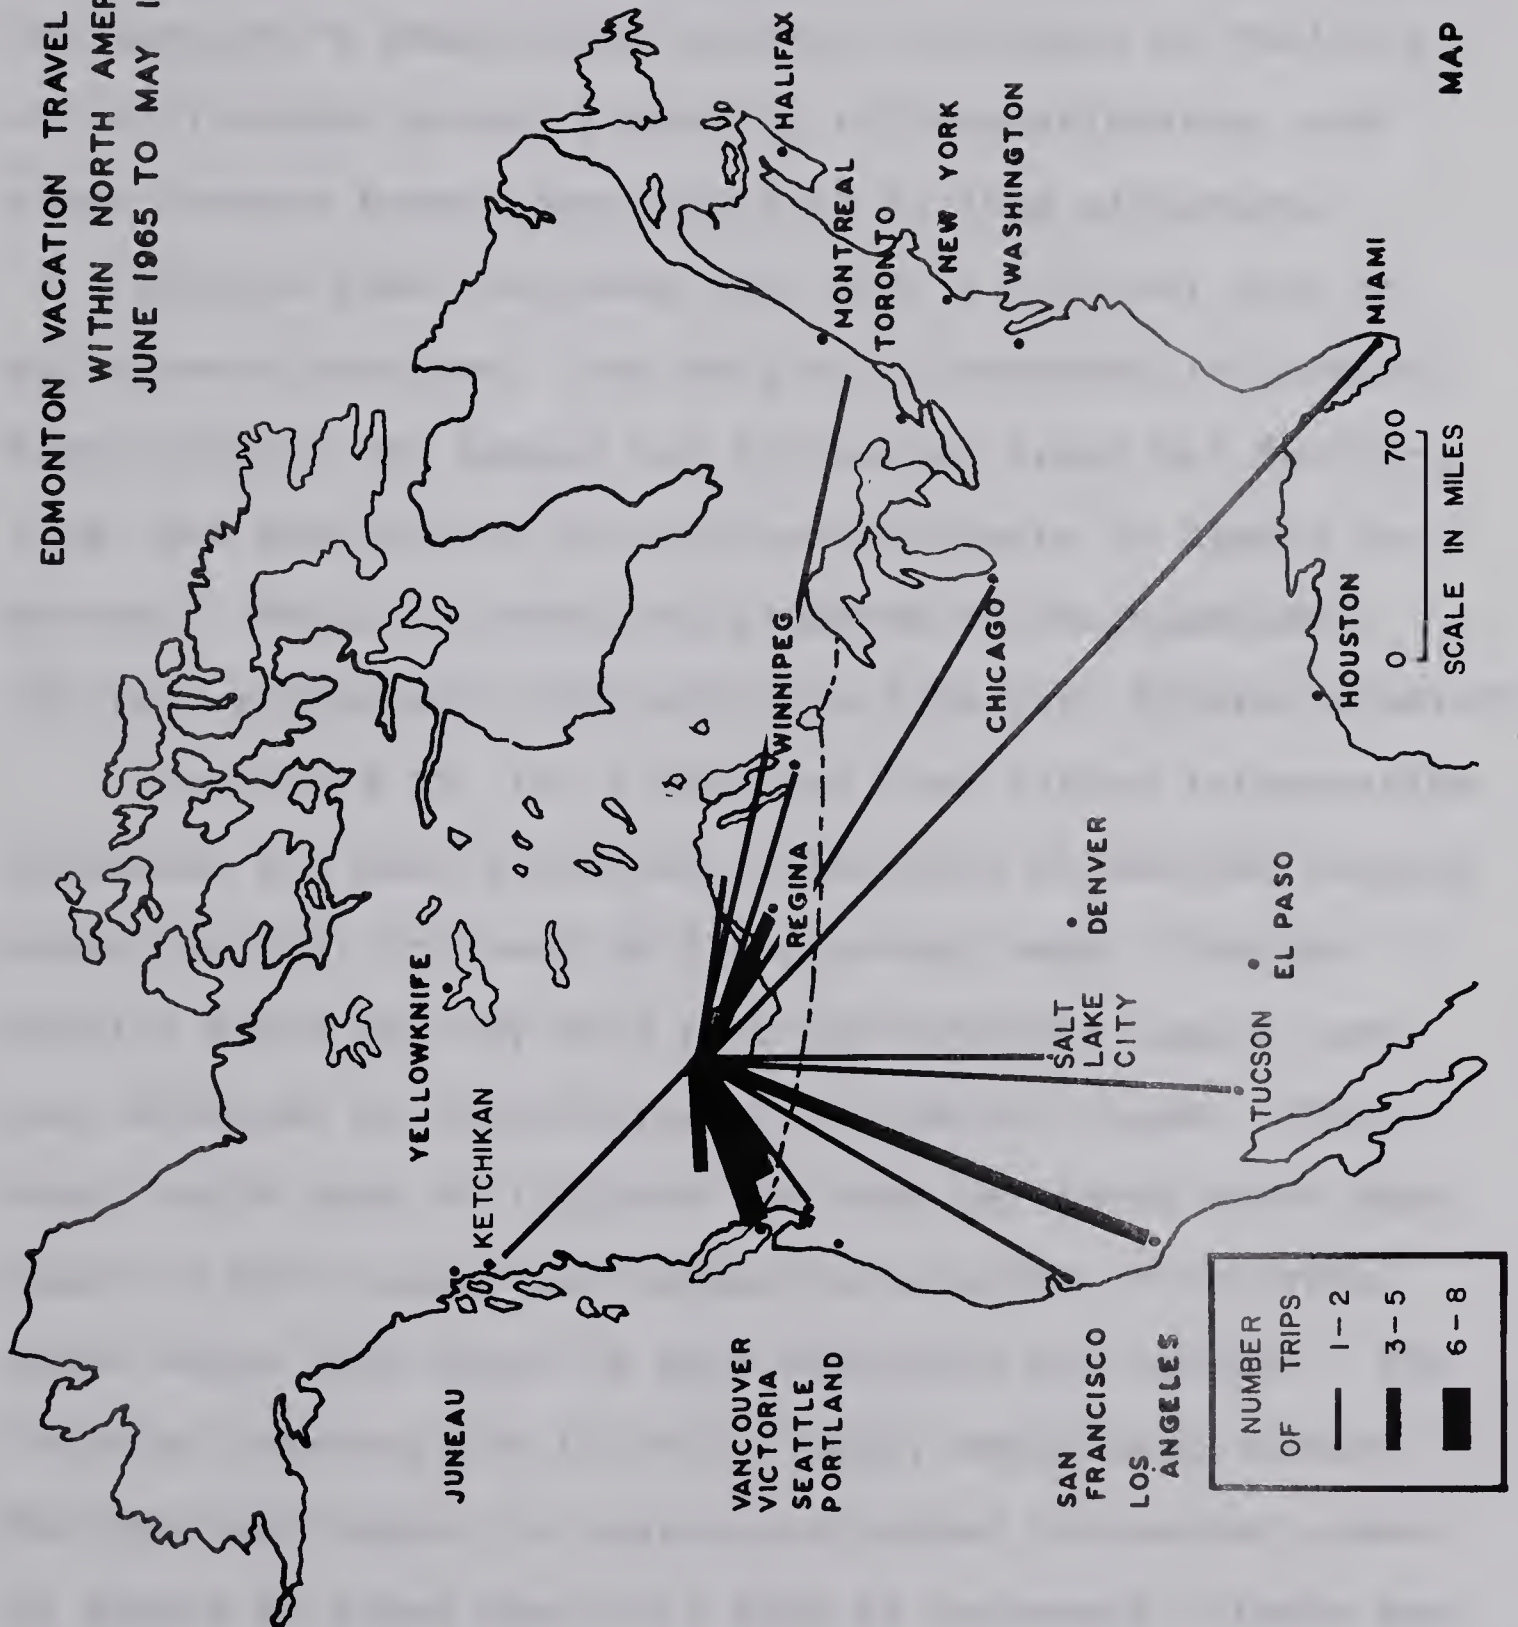 EDMONTON VACATION TRAVEL
WITHIN NORTH AMER
JUNE 1965 TO MAY 1
YELLOWKNIFE
KETCHIKAN
JUNEAU
VANCOUVER
VICTORIA
SEATTLE
PORTLAND
SAN
FRANCISCO
LOS
ANGELES
REGINA
WINNIPEG
MONTREAL
TORONTO
HALIFAX
NEW YORK
WASHINGTON
CHICAGO
SALT
LAKE
CITY
DENVER
TUCSON
EL PASO
HOUSTON
MIAMI
NUMBER
OF TRIPS
1-2
3-5
6-8
0 700
SCALE IN MILES
MAP